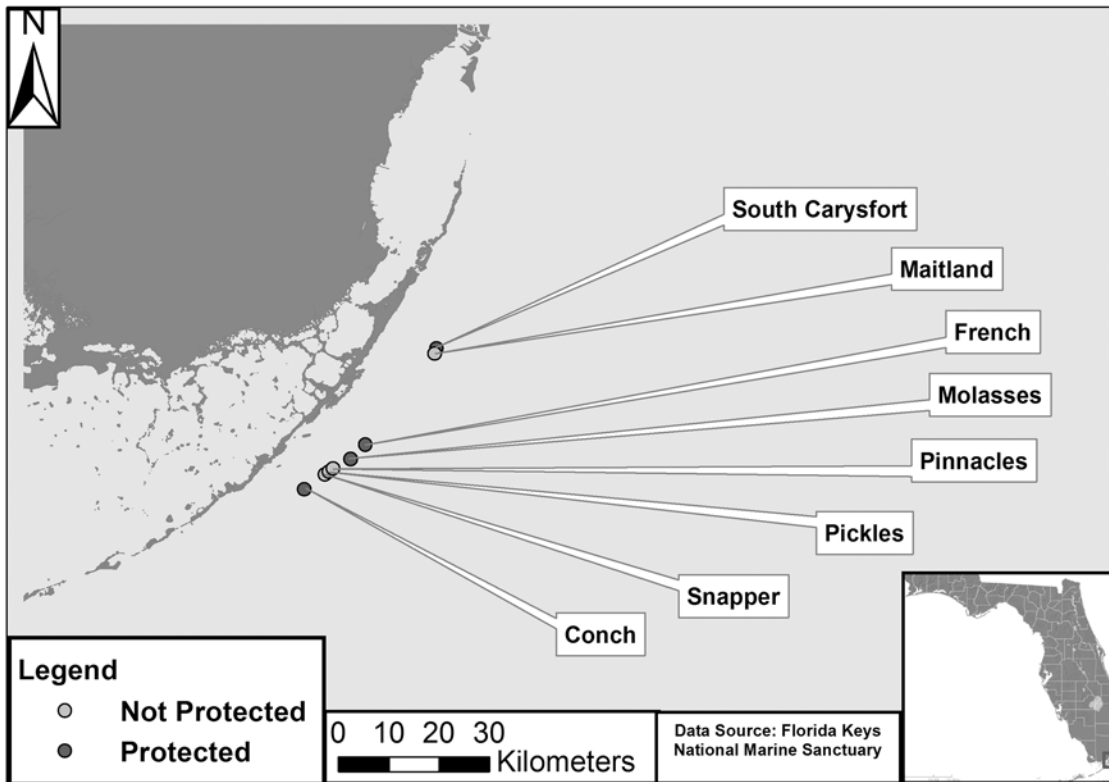 N
South Carysfort
Maitland
French
Molasses
Pinnacles
Pickles
Snapper
Conch
Legend
Not Protected
Protected
0 10 20 30
Kilometers
Data Source: Florida Keys
National Marine Sanctuary